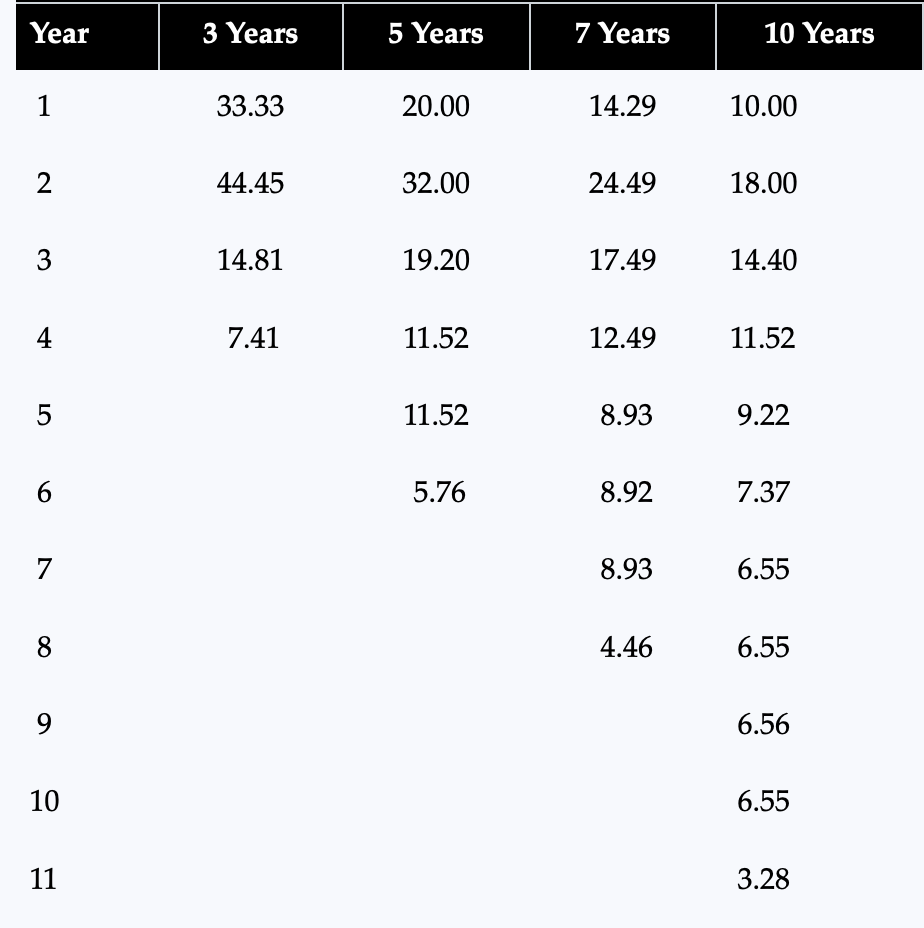 Year 3 Years 5 Years 7 Years 10 Years
1 33.33 20.00 14.29 10.00
2 44.45 32.00 24.49 18.00
3 14.81 19.20 17.49 14.40
4 7.41 11.52 12.49 11.52
5 11.52 8.93 9.22
6 5.76 8.92 7.37
7 8.93 6.55
8 4.46 6.55
9 6.56
10 6.55
11 3.28